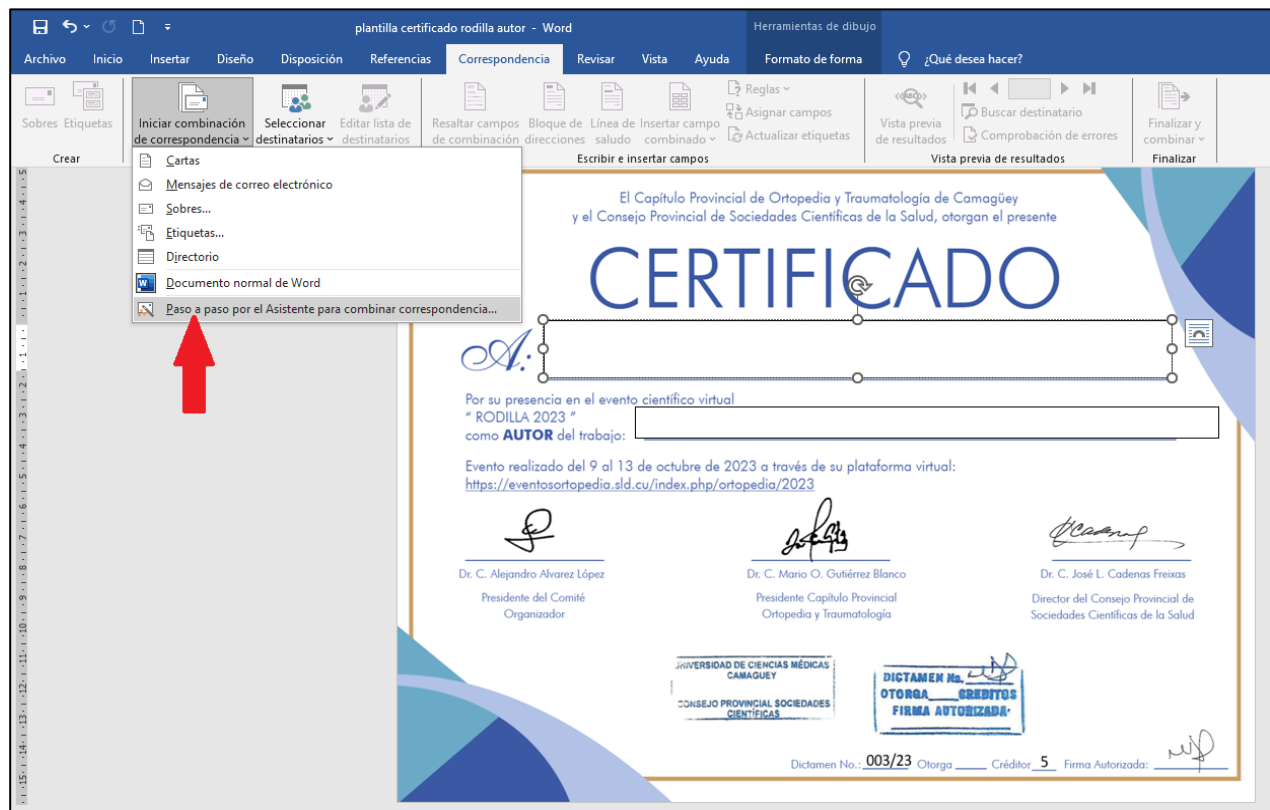 plantilla certificado rodilla autor - Word
Herramientas de dibujo
Archivo Inicio Insertar Diseño Disposición Referencias Correspondencia Revisar Vista Ayuda Formato de forma ¿Qué desea hacer?
Sobres Etiquetas
Crear
Iniciar combinación
de correspondencia
Seleccionar
destinatarios
Editar lista de
destinatarios
Resaltar campos
de combinación
Bloque de
direcciones
Línea de
saludo
Insertar campo
combinado
Reglas
Asignar campos
Actualizar etiquetas
Escribir e insertar campos
ABC
Vista previa
de resultados
Buscar destinatario
Comprobación de errores
Vista previa de resultados
Finalizar y
combinar
Finalizar
Cartas
Mensajes de correo electrónico
Sobres...
Etiquetas...
Directorio
Documento normal de Word
Paso a paso por el Asistente para combinar correspondencia...
El Capítulo Provincial de Ortopedia y Traumatología de Camagüey
y el Consejo Provincial de Sociedades Científicas de la Salud, otorgan el presente
CERTIFICADO
A:
Por su presencia en el evento científico virtual
“ RODILLA 2023 ”
como AUTOR del trabajo:
Evento realizado del 9 al 13 de octubre de 2023 a través de su plataforma virtual:
https://eventosortopedia.sld.cu/index.php/ortopedia/2023
Dr. C. Alejandro Alvarez López
Presidente del Comité
Organizador
Dr. C. Mario O. Gutiérrez Blanco
Presidente Capítulo Provincial
Ortopedia y Traumatología
Dr. C. José L. Cadenas Freixas
Director del Consejo Provincial de
Sociedades Científicas de la Salud
UNIVERSIDAD DE CIENCIAS MÉDICAS
CAMAGUEY
CONSEJO PROVINCIAL SOCIEDADES
CIENTÍFICAS
DICTAMEN No.
OTORGA____CREDITOS
FIRMA AUTORIZADA
Dictamen No.: 003/23 Otorga _____ Créditos 5 Firma Autorizada: